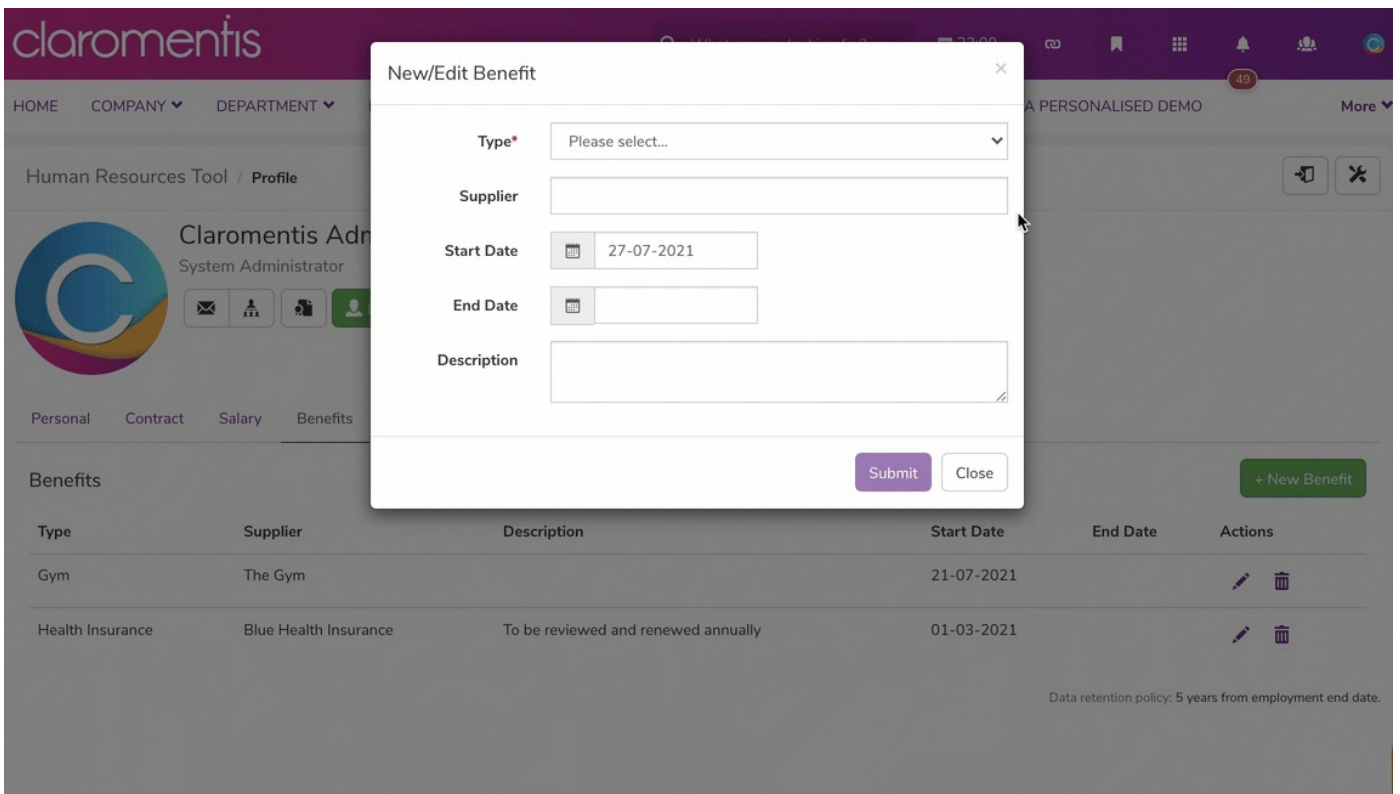 claromentis
23:00
49
HOME COMPANY DEPARTMENT A PERSONALISED DEMO More
New/Edit Benefit ×
Type* Please select...
Supplier
Start Date 27-07-2021
End Date
Description
Submit Close
Human Resources Tool / Profile
Claromentis Adm
System Administrator
Personal Contract Salary Benefits
Benefits + New Benefit
Type Supplier Description Start Date End Date Actions
Gym The Gym 21-07-2021
Health Insurance Blue Health Insurance To be reviewed and renewed annually 01-03-2021
Data retention policy: 5 years from employment end date.